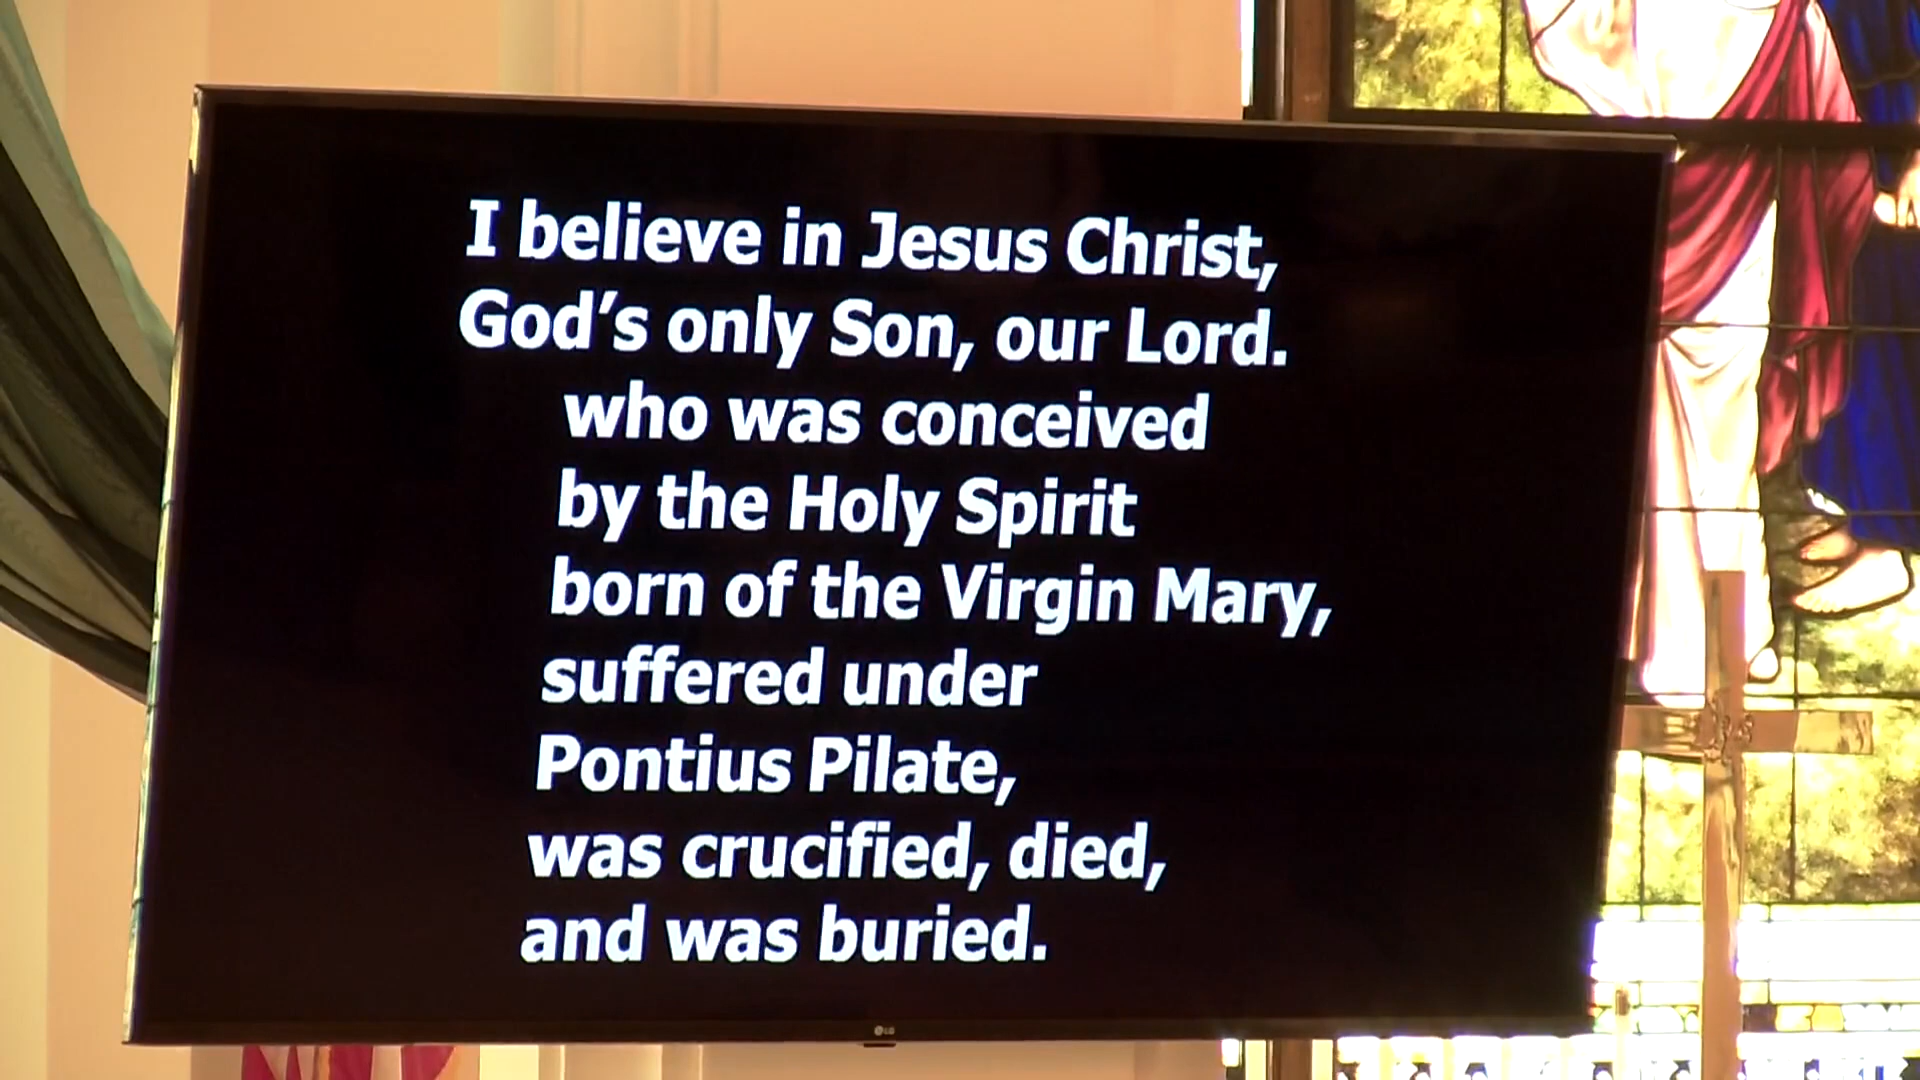 I believe in Jesus Christ,
God’s only Son, our Lord.
who was conceived
by the Holy Spirit
born of the Virgin Mary,
suffered under
Pontius Pilate,
was crucified, died,
and was buried.
LG